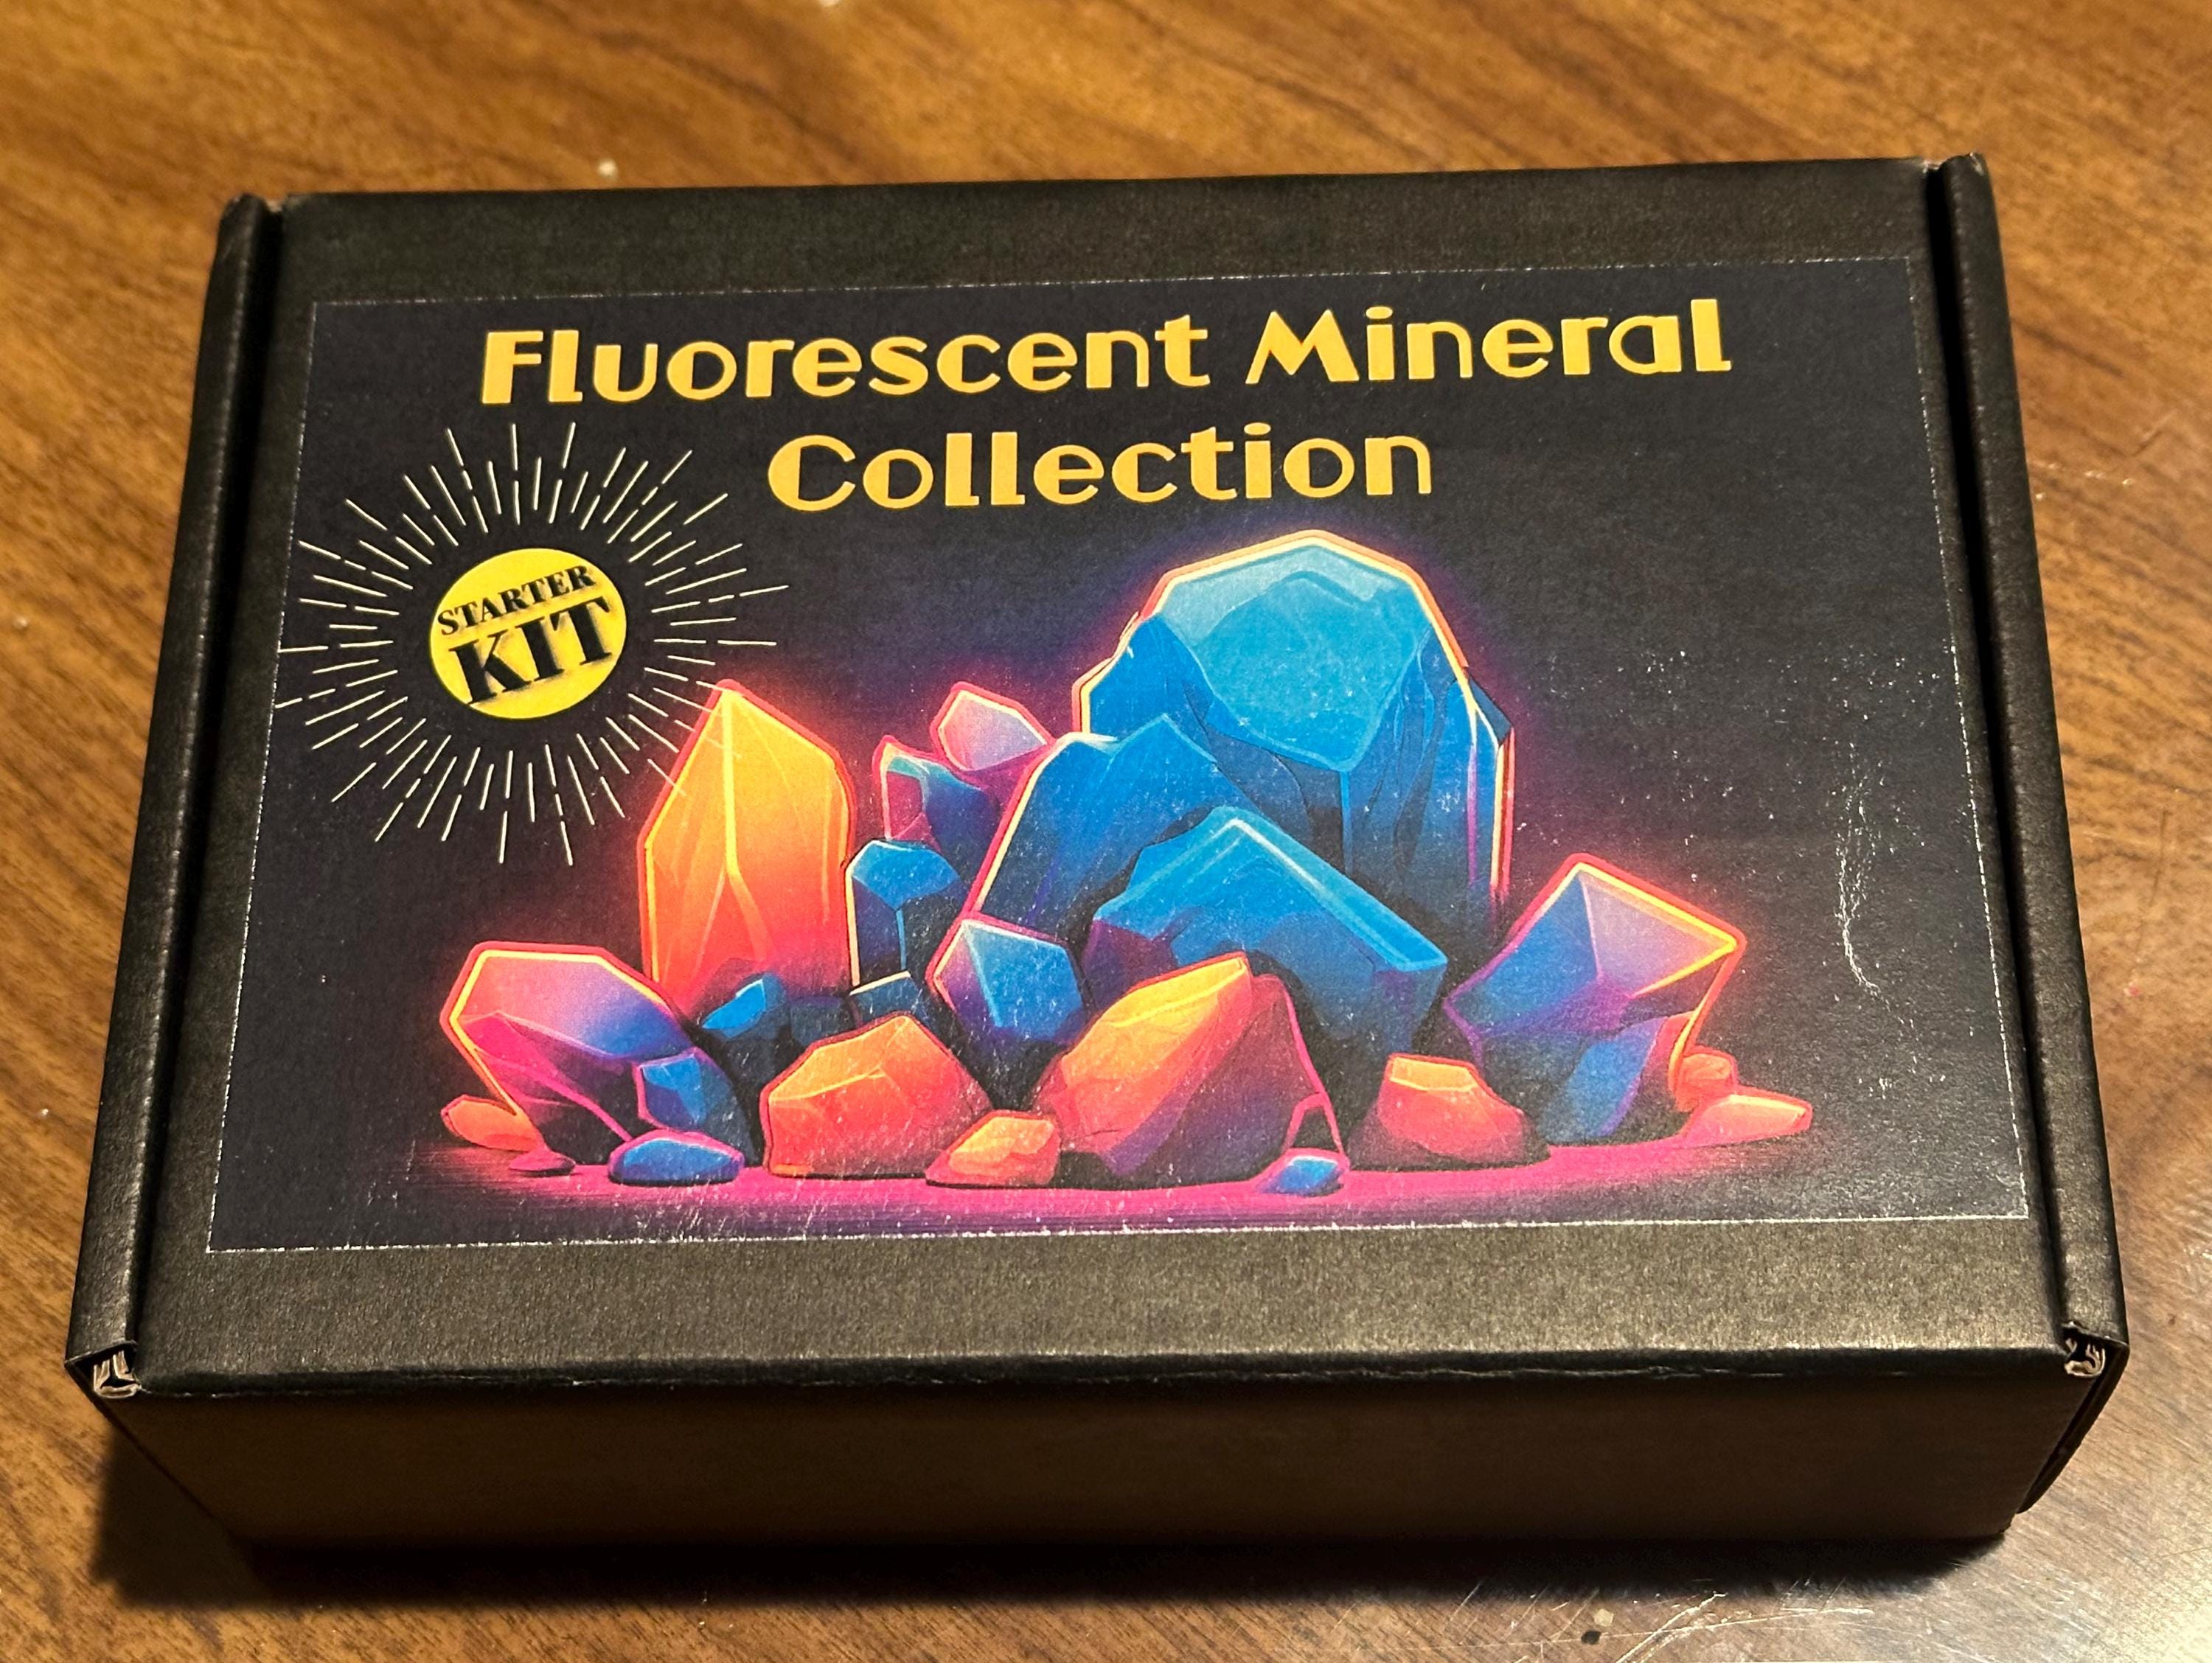 Fluorescent Mineral
Collection
STARTER
KIT